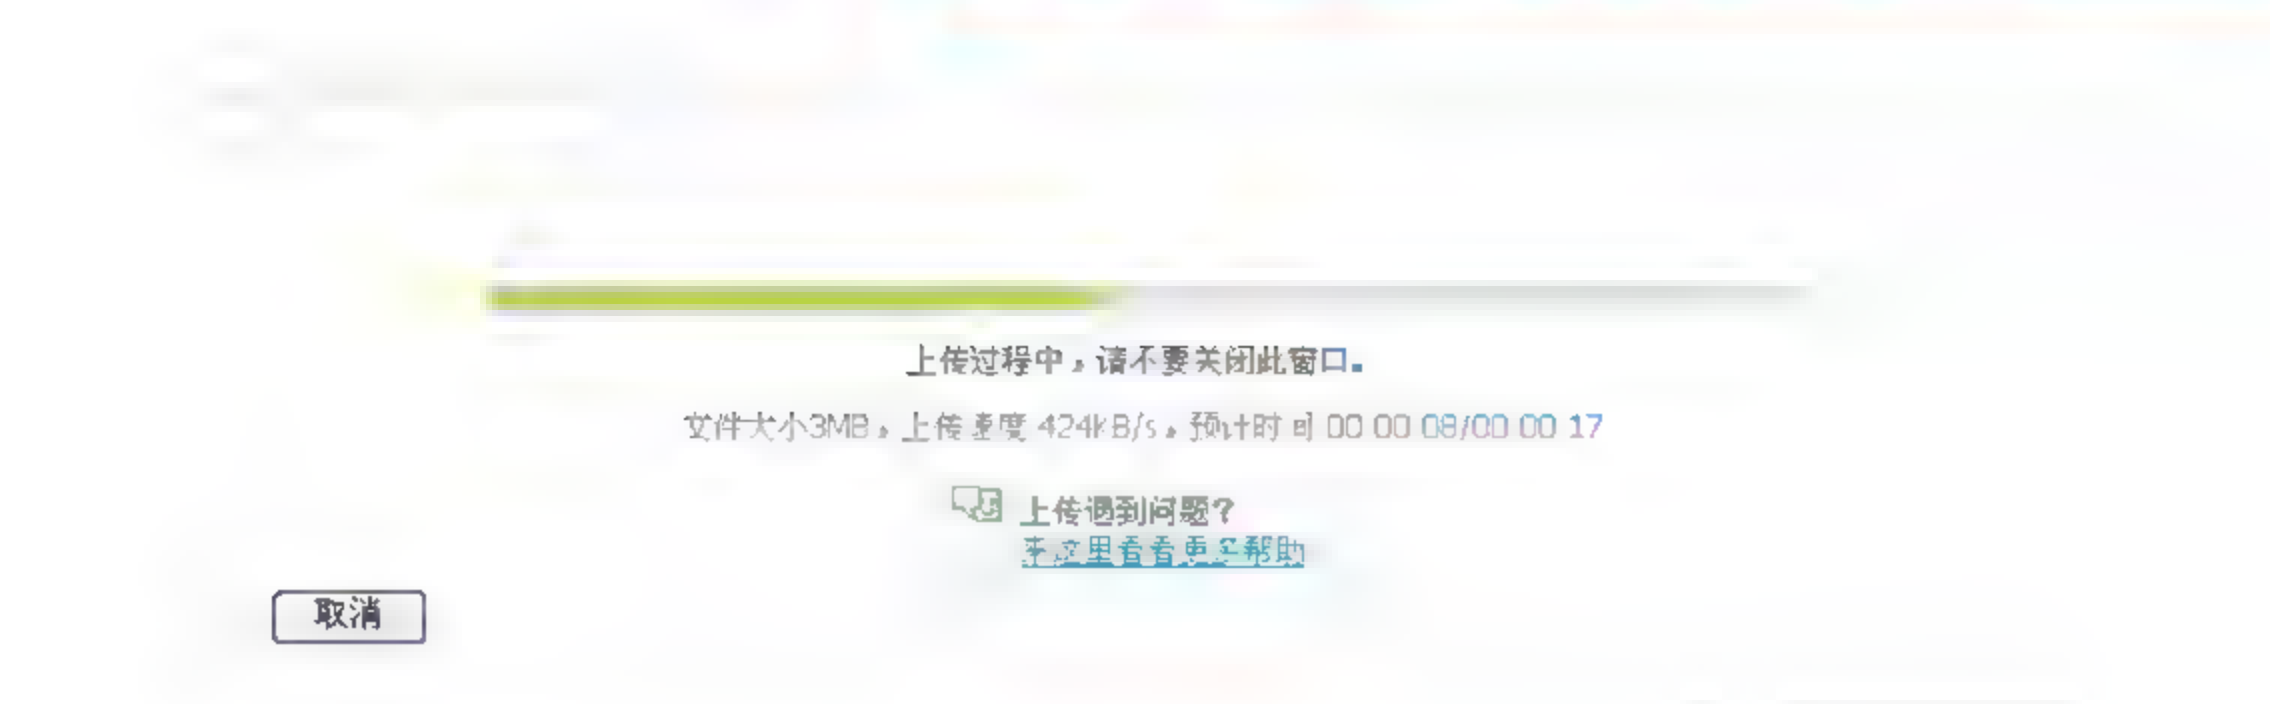 上传过程中，请不要关闭此窗口。
文件大小3MB，上传速度 424kB/s，预计时间 00 00 08/00 00 17
上传遇到问题？
来这里看看更多帮助
取消